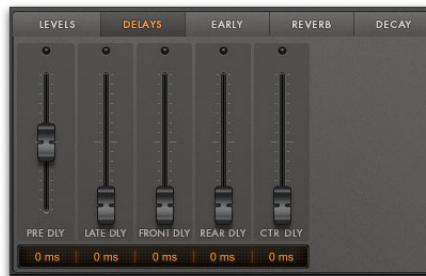 LEVELS DELAYS EARLY REVERB DECAY
PRE DLY LATE DLY FRONT DLY REAR DLY CTR DLY
0 ms 0 ms 0 ms 0 ms 0 ms